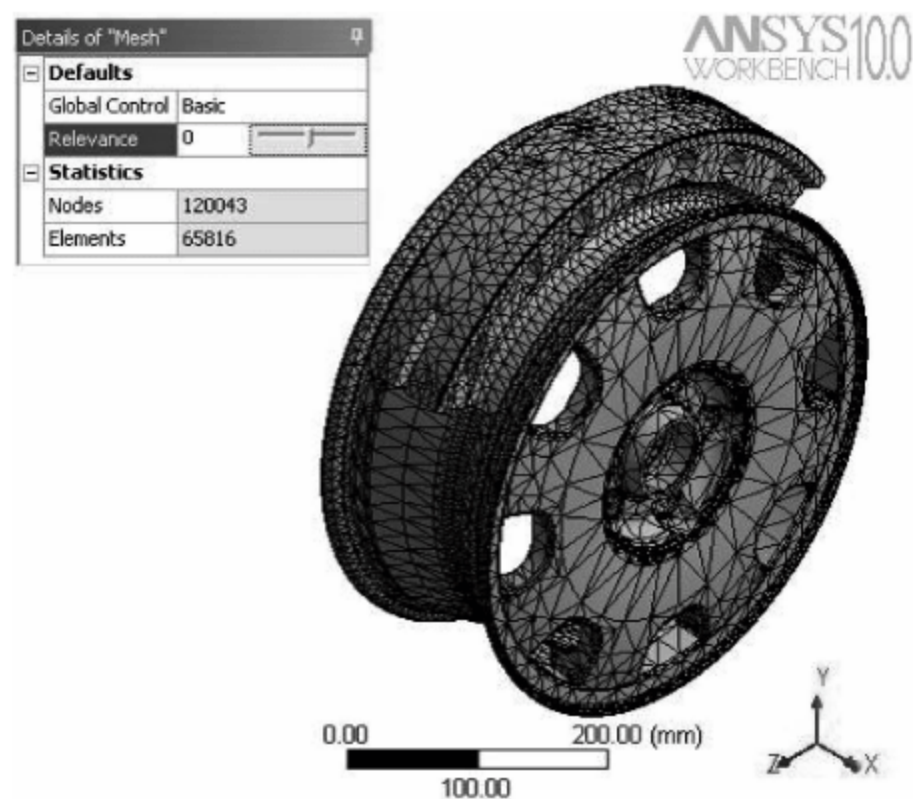 Details of "Mesh"
Defaults
Global Control Basic
Relevance 0
Statistics
Nodes 120043
Elements 65816
ANSYS 10.0
WORKBENCH
0.00 200.00 (mm)
100.00
Y
Z X